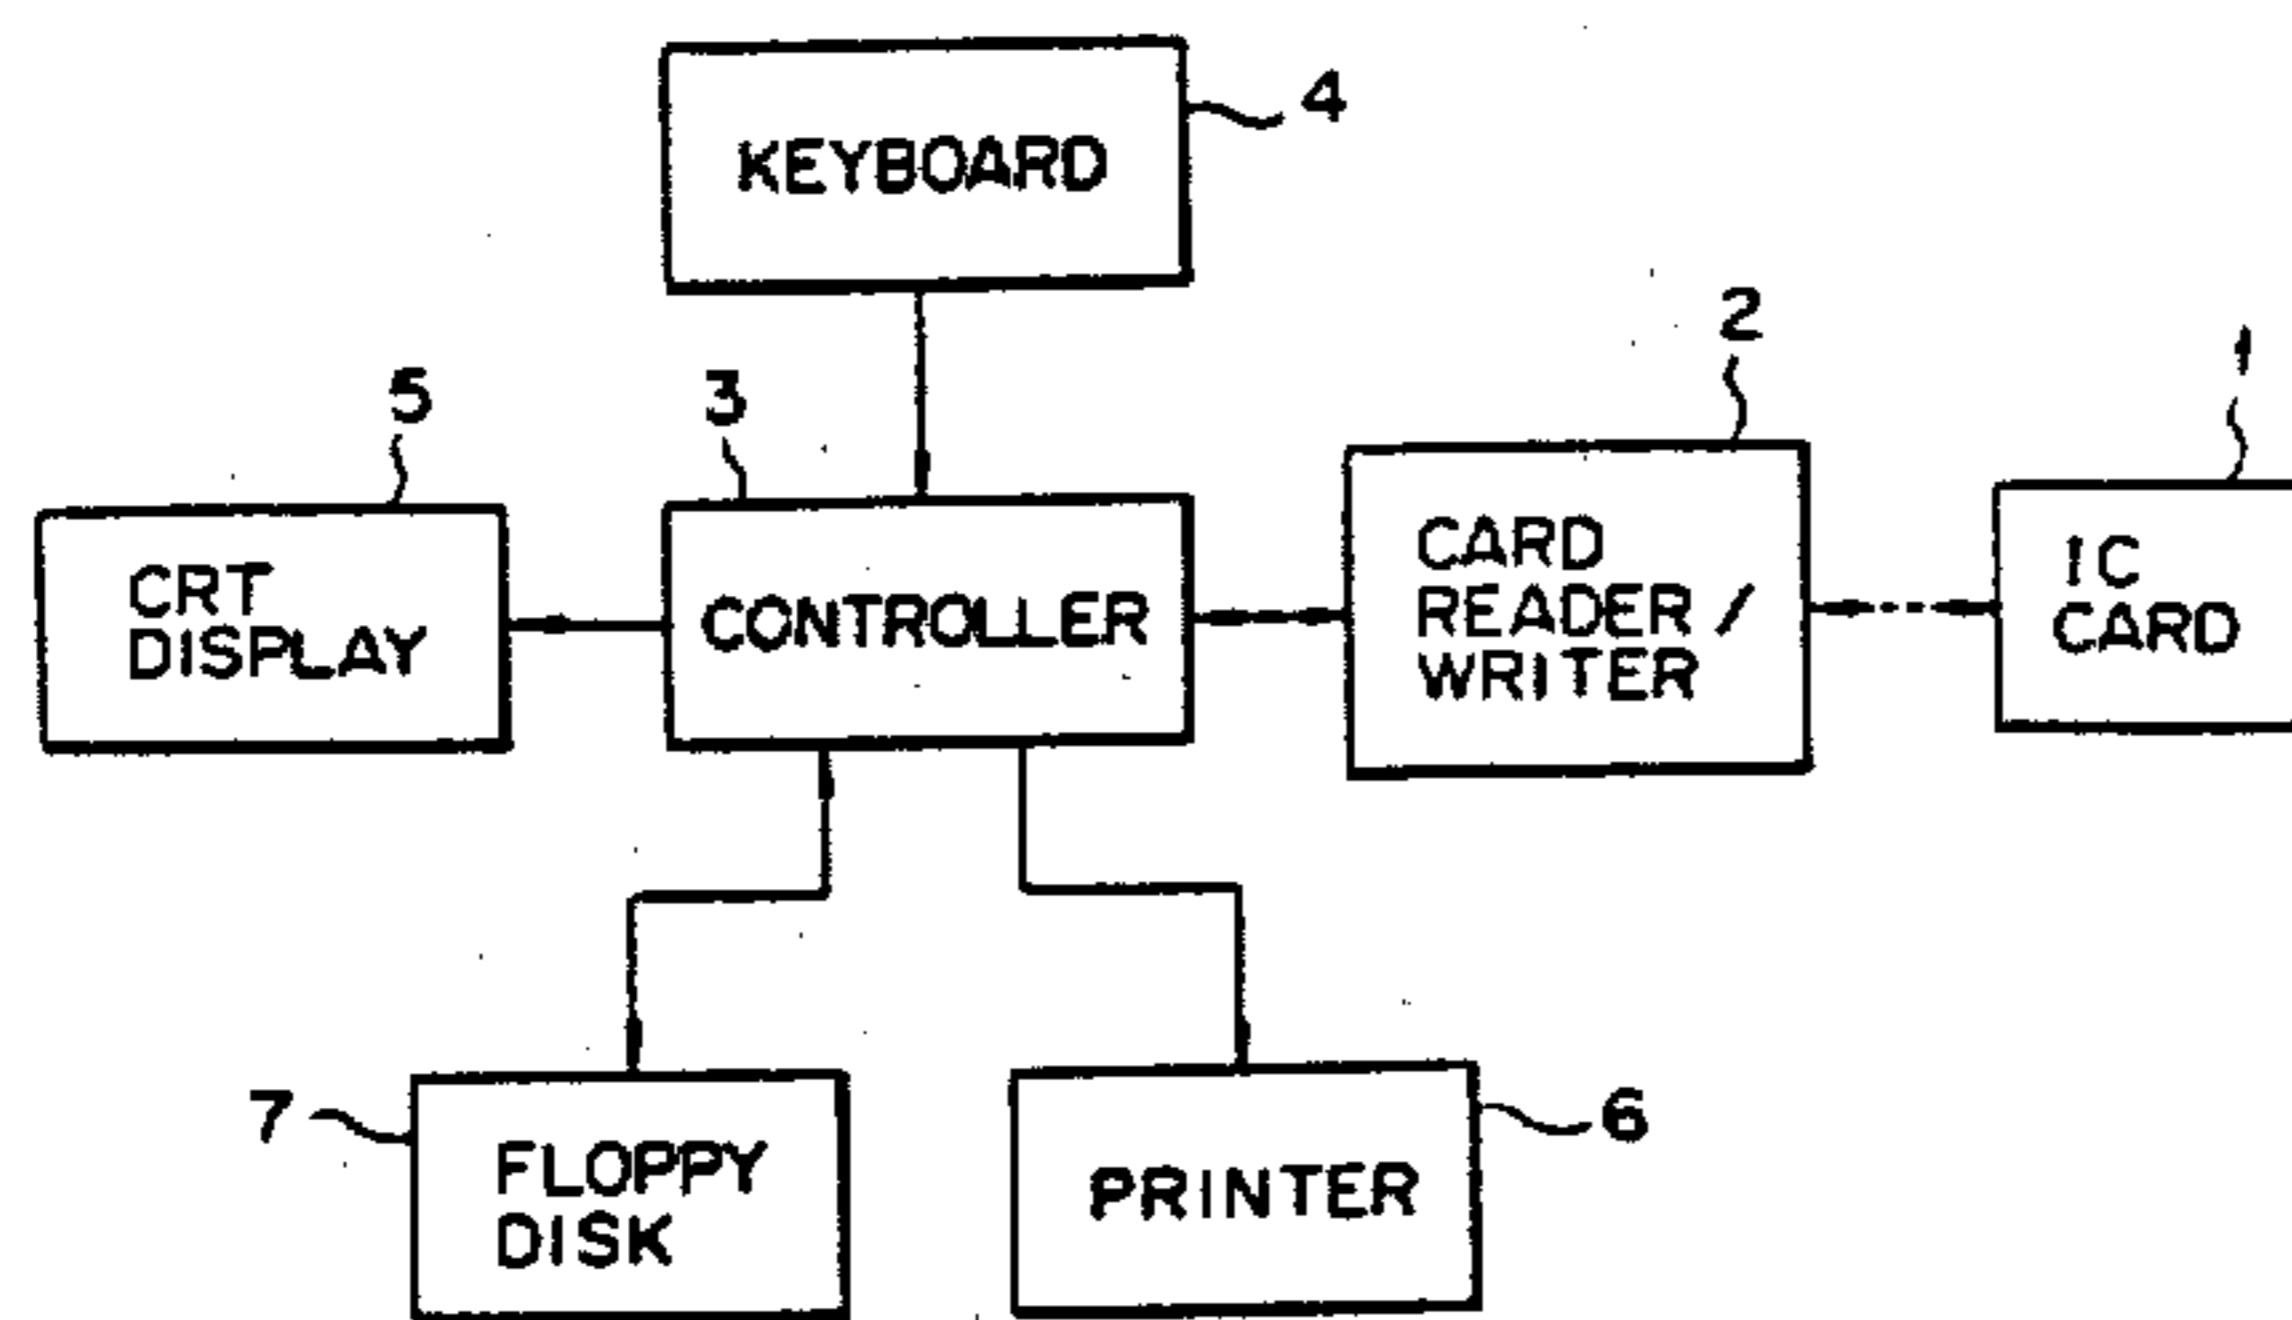 4
KEYBOARD
2
1
5
3
CRT
DISPLAY
CONTROLLER
CARD
READER/
WRITER
IC
CARD
7
FLOPPY
DISK
6
PRINTER